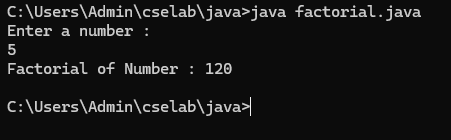 C:\Users\Admin\cselab\java>java factorial.java
Enter a number :
5
Factorial of Number : 120
C:\Users\Admin\cselab\java>